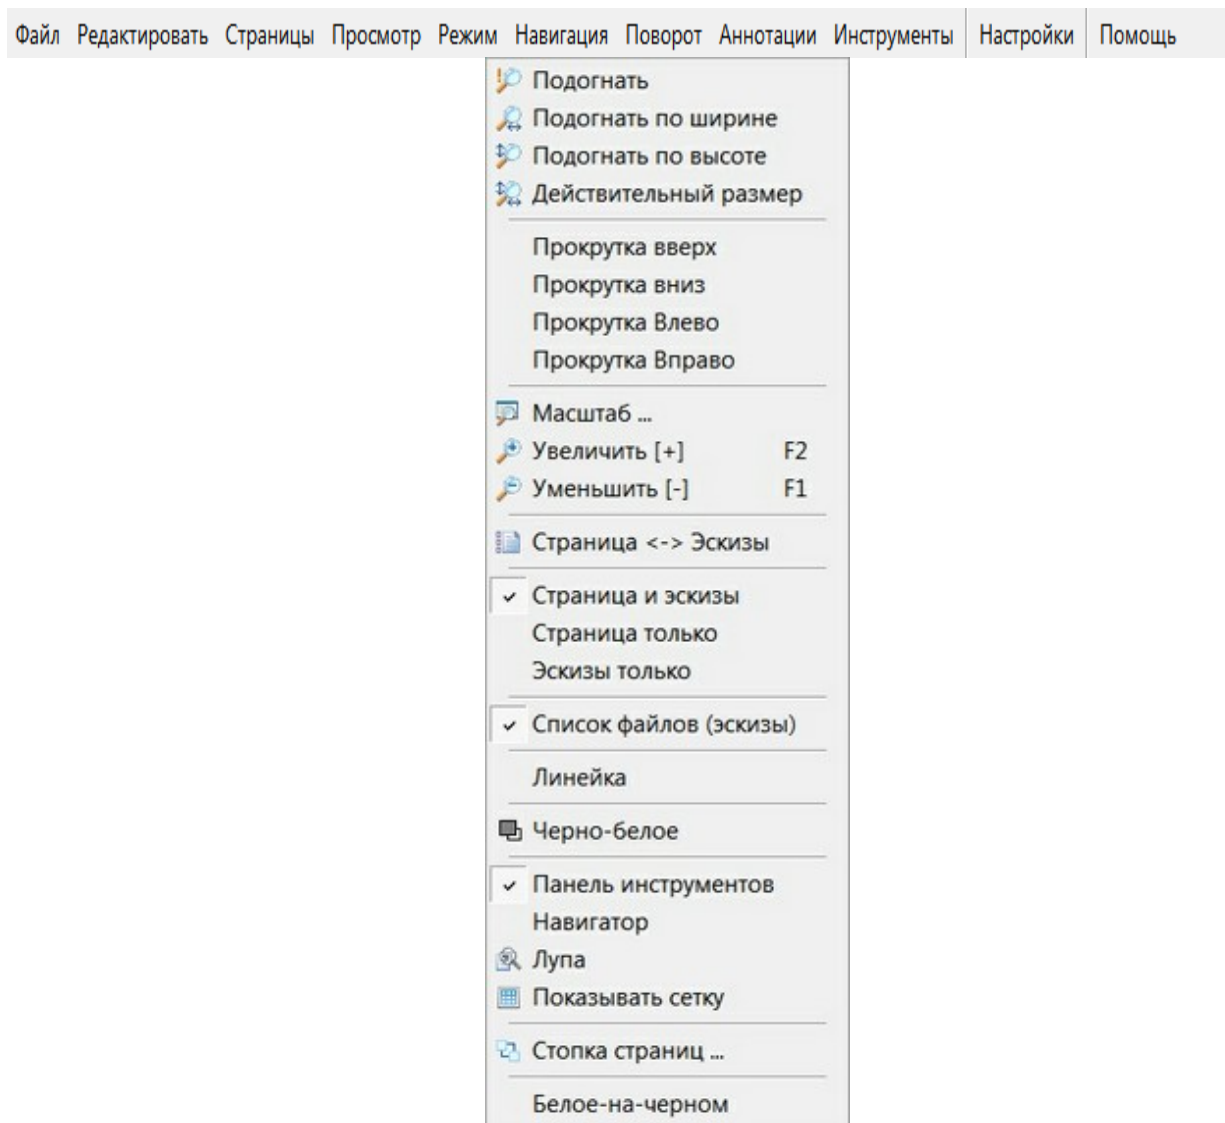 Файл Редактировать Страницы Просмотр Режим Навигация Поворот Аннотации Инструменты Настройки Помощь
Подогнать
Подогнать по ширине
Подогнать по высоте
Действительный размер
Прокрутка вверх
Прокрутка вниз
Прокрутка Влево
Прокрутка Вправо
Масштаб ...
Увеличить [+] F2
Уменьшить [-] F1
Страница <-> Эскизы
Страница и эскизы
Страница только
Эскизы только
Список файлов (эскизы)
Линейка
Черно-белое
Панель инструментов
Навигатор
Лупа
Показывать сетку
Стопка страниц ...
Белое-на-черном